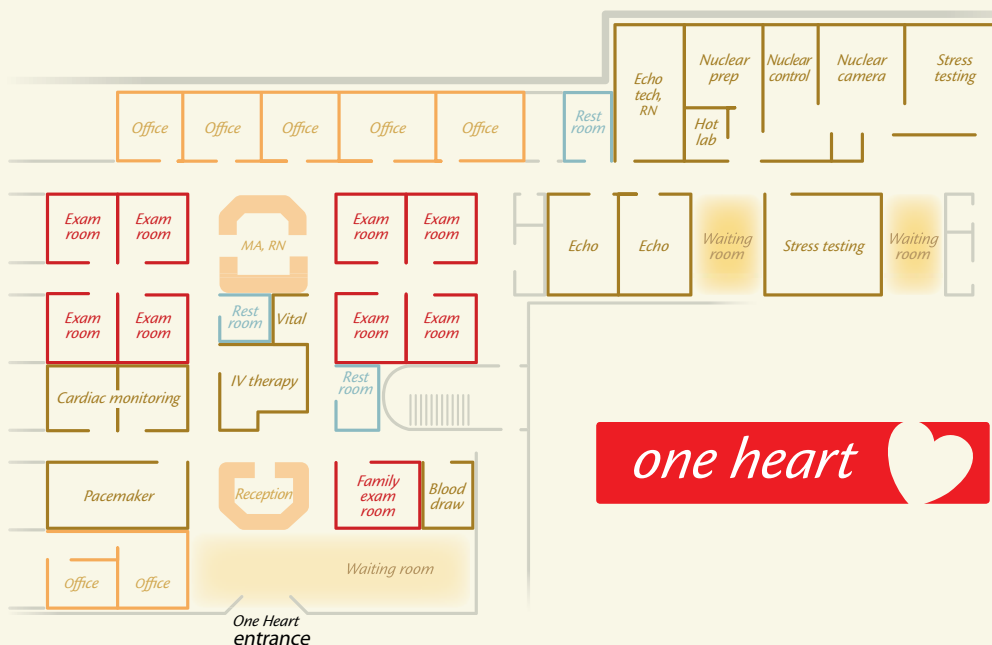 Echo
tech,
RN
Nuclear
prep
Nuclear
control
Nuclear
camera
Stress
testing
Hot
lab
Office
Office
Office
Office
Office
Rest
room
Exam
room
Exam
room
MA, RN
Exam
room
Exam
room
Echo
Echo
Waiting
room
Stress testing
Waiting
room
Exam
room
Exam
room
Rest
room
Vital
Exam
room
Exam
room
Cardiac monitoring
IV therapy
Rest
room
one heart
Pacemaker
Reception
Family
exam
room
Blood
draw
Office
Office
Waiting room
One Heart
entrance